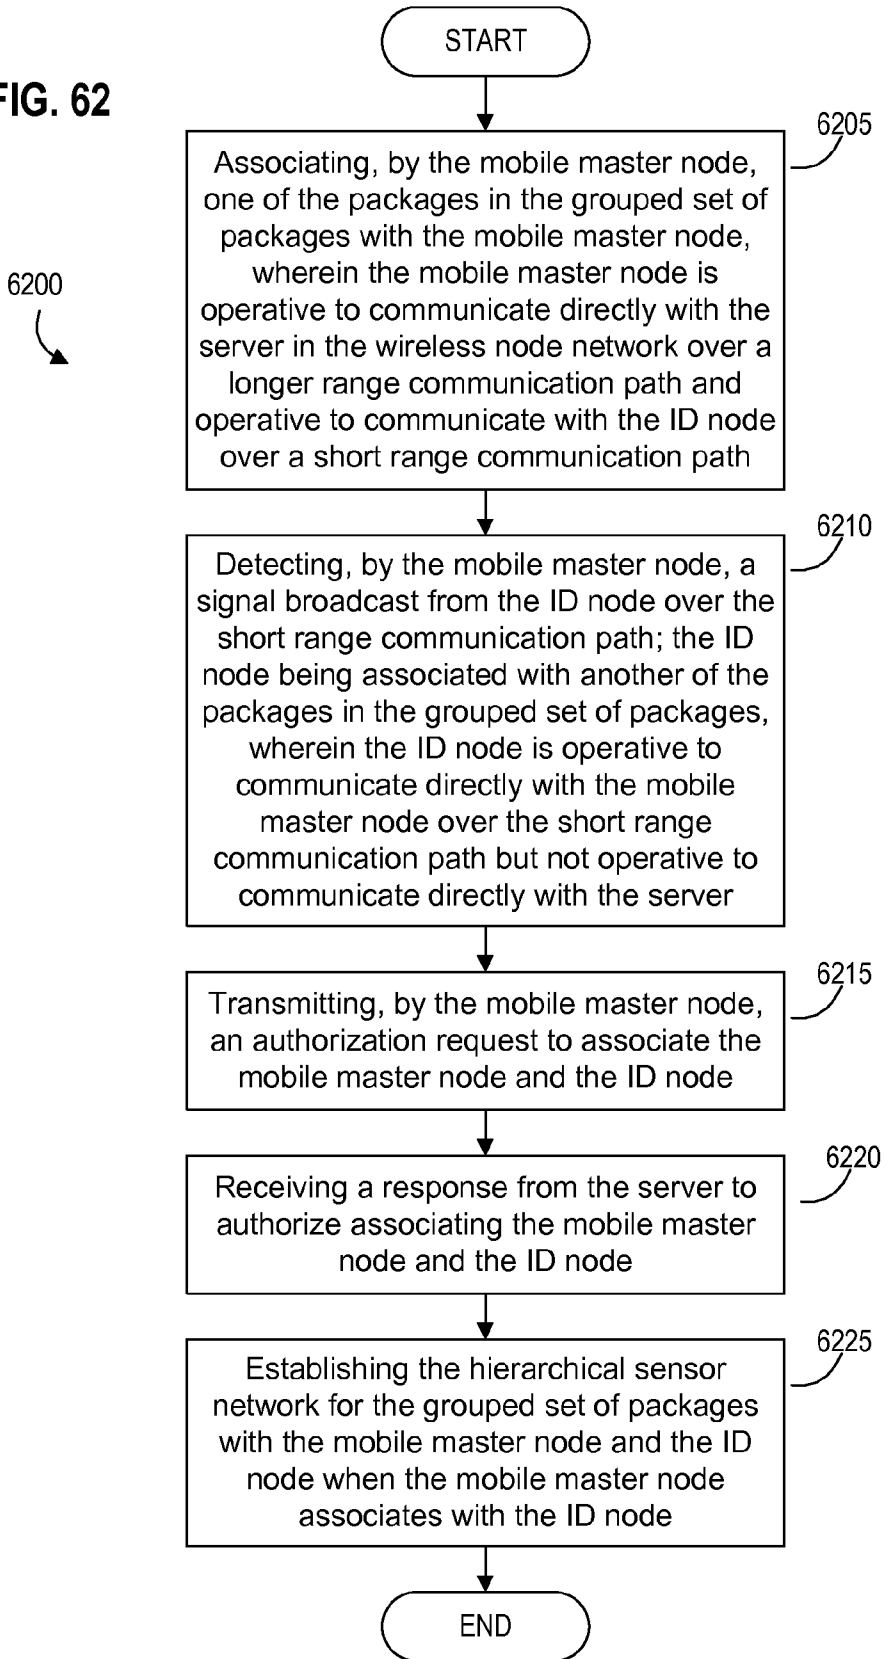 START
FIG. 62
6205
Associating, by the mobile master node,
one of the packages in the grouped set of
packages with the mobile master node,
wherein the mobile master node is
operative to communicate directly with the
server in the wireless node network over a
longer range communication path and
operative to communicate with the ID node
over a short range communication path
6200
6210
Detecting, by the mobile master node, a
signal broadcast from the ID node over the
short range communication path; the ID
node being associated with another of the
packages in the grouped set of packages,
wherein the ID node is operative to
communicate directly with the mobile
master node over the short range
communication path but not operative to
communicate directly with the server
6215
Transmitting, by the mobile master node,
an authorization request to associate the
mobile master node and the ID node
6220
Receiving a response from the server to
authorize associating the mobile master
node and the ID node
6225
Establishing the hierarchical sensor
network for the grouped set of packages
with the mobile master node and the ID
node when the mobile master node
associates with the ID node
END